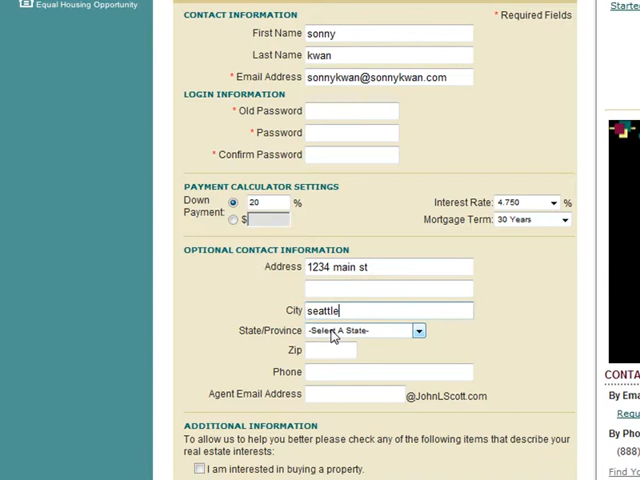 Equal Housing Opportunity
CONTACT INFORMATION
* Required Fields
First Name sonny
Last Name kwan
* Email Address sonnykwan@sonnykwan.com
LOGIN INFORMATION
* Old Password
* Password
* Confirm Password
PAYMENT CALCULATOR SETTINGS
Down Payment: 20 %
$
Interest Rate: 4.750 %
Mortgage Term: 30 Years
OPTIONAL CONTACT INFORMATION
Address 1234 main st
City seattle
State/Province -Select A State-
Zip
Phone
Agent Email Address @JohnLScott.com
ADDITIONAL INFORMATION
To allow us to help you better please check any of the following items that describe your
real estate interests:
I am interested in buying a property.
By
(888)